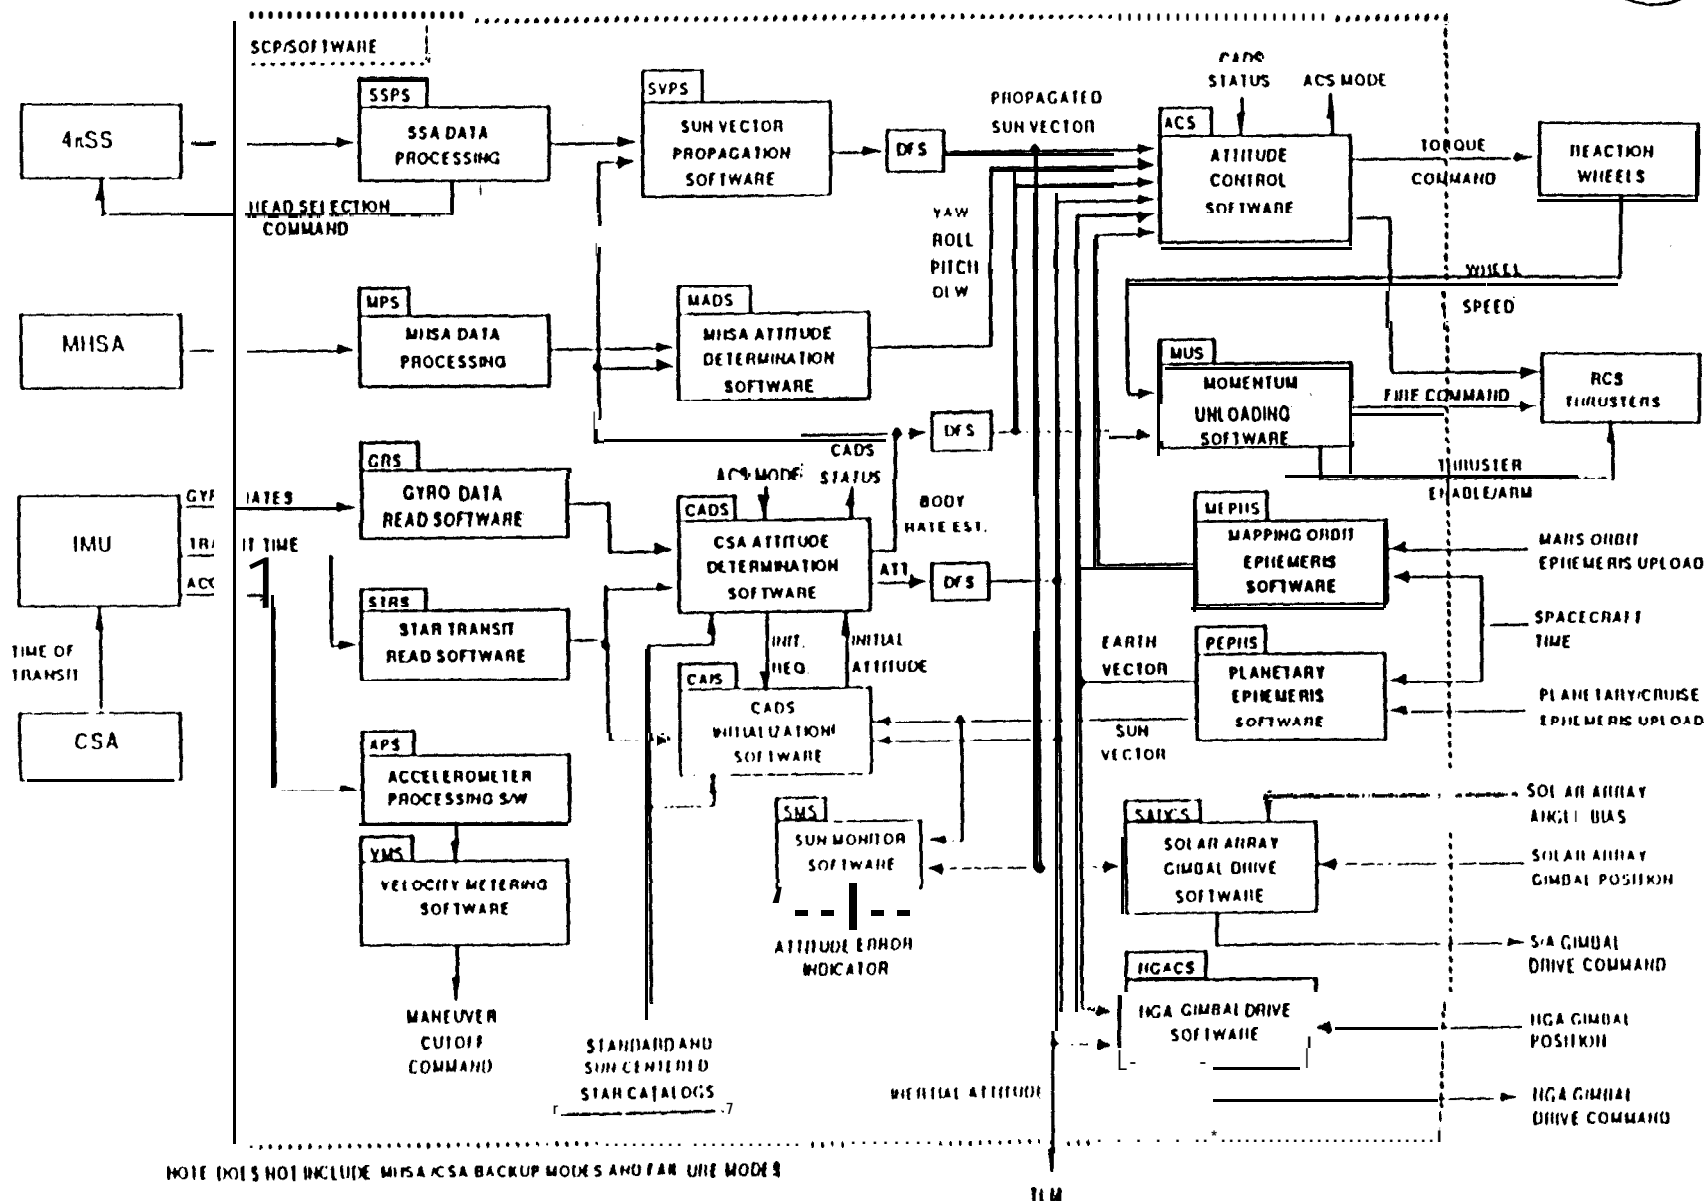 SCP/SOFTWARE
4πSS
SSPS
SSA DATA
PROCESSING
HEAD SELECTION
COMMAND
SVPS
SUN VECTOR
PROPAGATION
SOFTWARE
DFS
PROPAGATED
SUN VECTOR
CADS
STATUS
ACS MODE
ACS
ATTITUDE
CONTROL
SOFTWARE
TORQUE
COMMAND
REACTION
WHEELS
YAW
ROLL
PITCH
WHEEL
SPEED
MHSA
MPS
MHSA DATA
PROCESSING
MADS
MHSA ATTITUDE
DETERMINATION
SOFTWARE
MUS
MOMENTUM
UNLOADING
SOFTWARE
FIRE COMMAND
RCS
THRUSTERS
THRUSTER
ENABLE/ARM
DFS
CADS
STATUS
ACS MODE
BODY
RATE EST.
IMU
TIME
GRS
GYRO DATA
READ SOFTWARE
CADS
CSA ATTITUDE
DETERMINATION
SOFTWARE
ATT.
DFS
MEPHS
MAPPING ORBIT
EPHEMERIS
SOFTWARE
MARS ORBIT
EPHEMERIS UPLOAD
SPACECRAFT
TIME
TIME OF
TRANSIT
CSA
STRS
STAR TRANSIT
READ SOFTWARE
INIT.
REQ.
INITIAL
ATTITUDE
CAIS
CADS
INITIALIZATION
SOFTWARE
EARTH
VECTOR
SUN
VECTOR
PEPHS
PLANETARY
EPHEMERIS
SOFTWARE
PLANETARY/CRUISE
EPHEMERIS UPLOAD
APS
ACCELEROMETER
PROCESSING S/W
VMS
VELOCITY METERING
SOFTWARE
MANEUVER
CUTOFF
COMMAND
SMS
SUN MONITOR
SOFTWARE
ATTITUDE ERROR
INDICATOR
SOLAR ARRAY
GIMBAL DRIVE
SOFTWARE
SOLAR ARRAY
ANGLE BIAS
SOLAR ARRAY
GIMBAL POSITION
S/A GIMBAL
DRIVE COMMAND
HGACS
HGA GIMBAL DRIVE
SOFTWARE
HGA GIMBAL
POSITION
HGA GIMBAL
DRIVE COMMAND
STANDARD AND
SUN CENTERED
STAR CATALOGS
INERTIAL ATTITUDE
TLM
NOTE DOES NOT INCLUDE MHSA/CSA BACKUP MODES AND FAILURE MODES